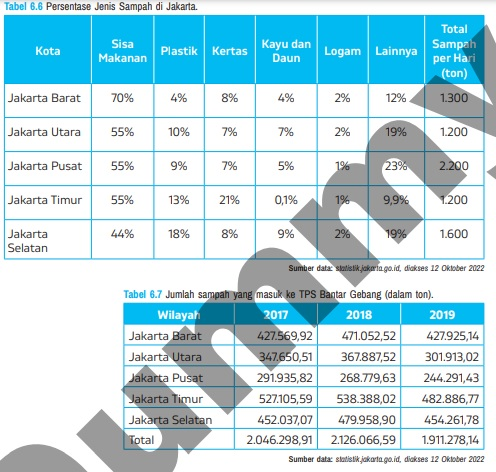 Tabel 6.6 Persentase Jenis Sampah di Jakarta.
Kota Sisa Makanan Plastik Kertas Kayu dan Daun Logam Lainnya Total Sampah per Hari (ton)
Jakarta Barat 70% 4% 8% 4% 2% 12% 1.300
Jakarta Utara 55% 10% 7% 7% 2% 19% 1.200
Jakarta Pusat 55% 9% 7% 5% 1% 23% 2.200
Jakarta Timur 55% 13% 21% 0,1% 1% 9,9% 1.200
Jakarta Selatan 44% 18% 8% 9% 2% 19% 1.600
Sumber data: statistik.jakarta.go.id, diakses 12 Oktober 2022
Tabel 6.7 Jumlah sampah yang masuk ke TPS Bantar Gebang (dalam ton).
Wilayah 2017 2018 2019
Jakarta Barat 427.569,92 471.052,52 427.925,14
Jakarta Utara 347.650,51 367.887,52 301.913,02
Jakarta Pusat 291.935,82 268.779,63 244.291,43
Jakarta Timur 527.105,59 538.388,02 482.886,77
Jakarta Selatan 452.037,07 479.958,90 454.261,78
Total 2.046.298,91 2.126.066,59 1.911.278,14
Sumber data: statistik.jakarta.go.id, diakses 12 Oktober 2022